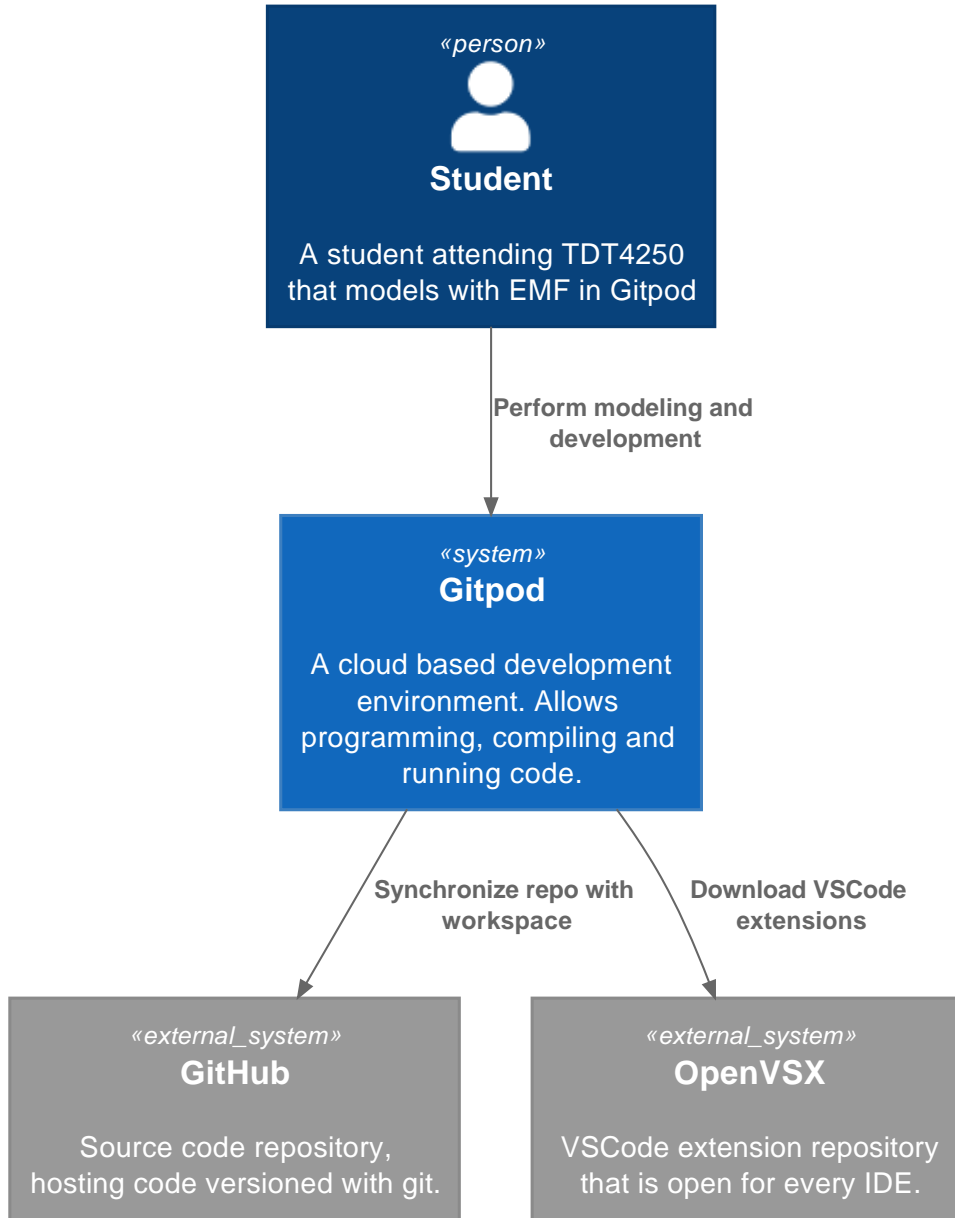 «person»
Student
A student attending TDT4250
that models with EMF in Gitpod
Perform modeling and
development
«system»
Gitpod
A cloud based development
environment. Allows
programming, compiling and
running code.
Synchronize repo with
workspace
Download VSCode
extensions
«external_system»
GitHub
Source code repository,
hosting code versioned with git.
«external_system»
OpenVSX
VSCode extension repository
that is open for every IDE.